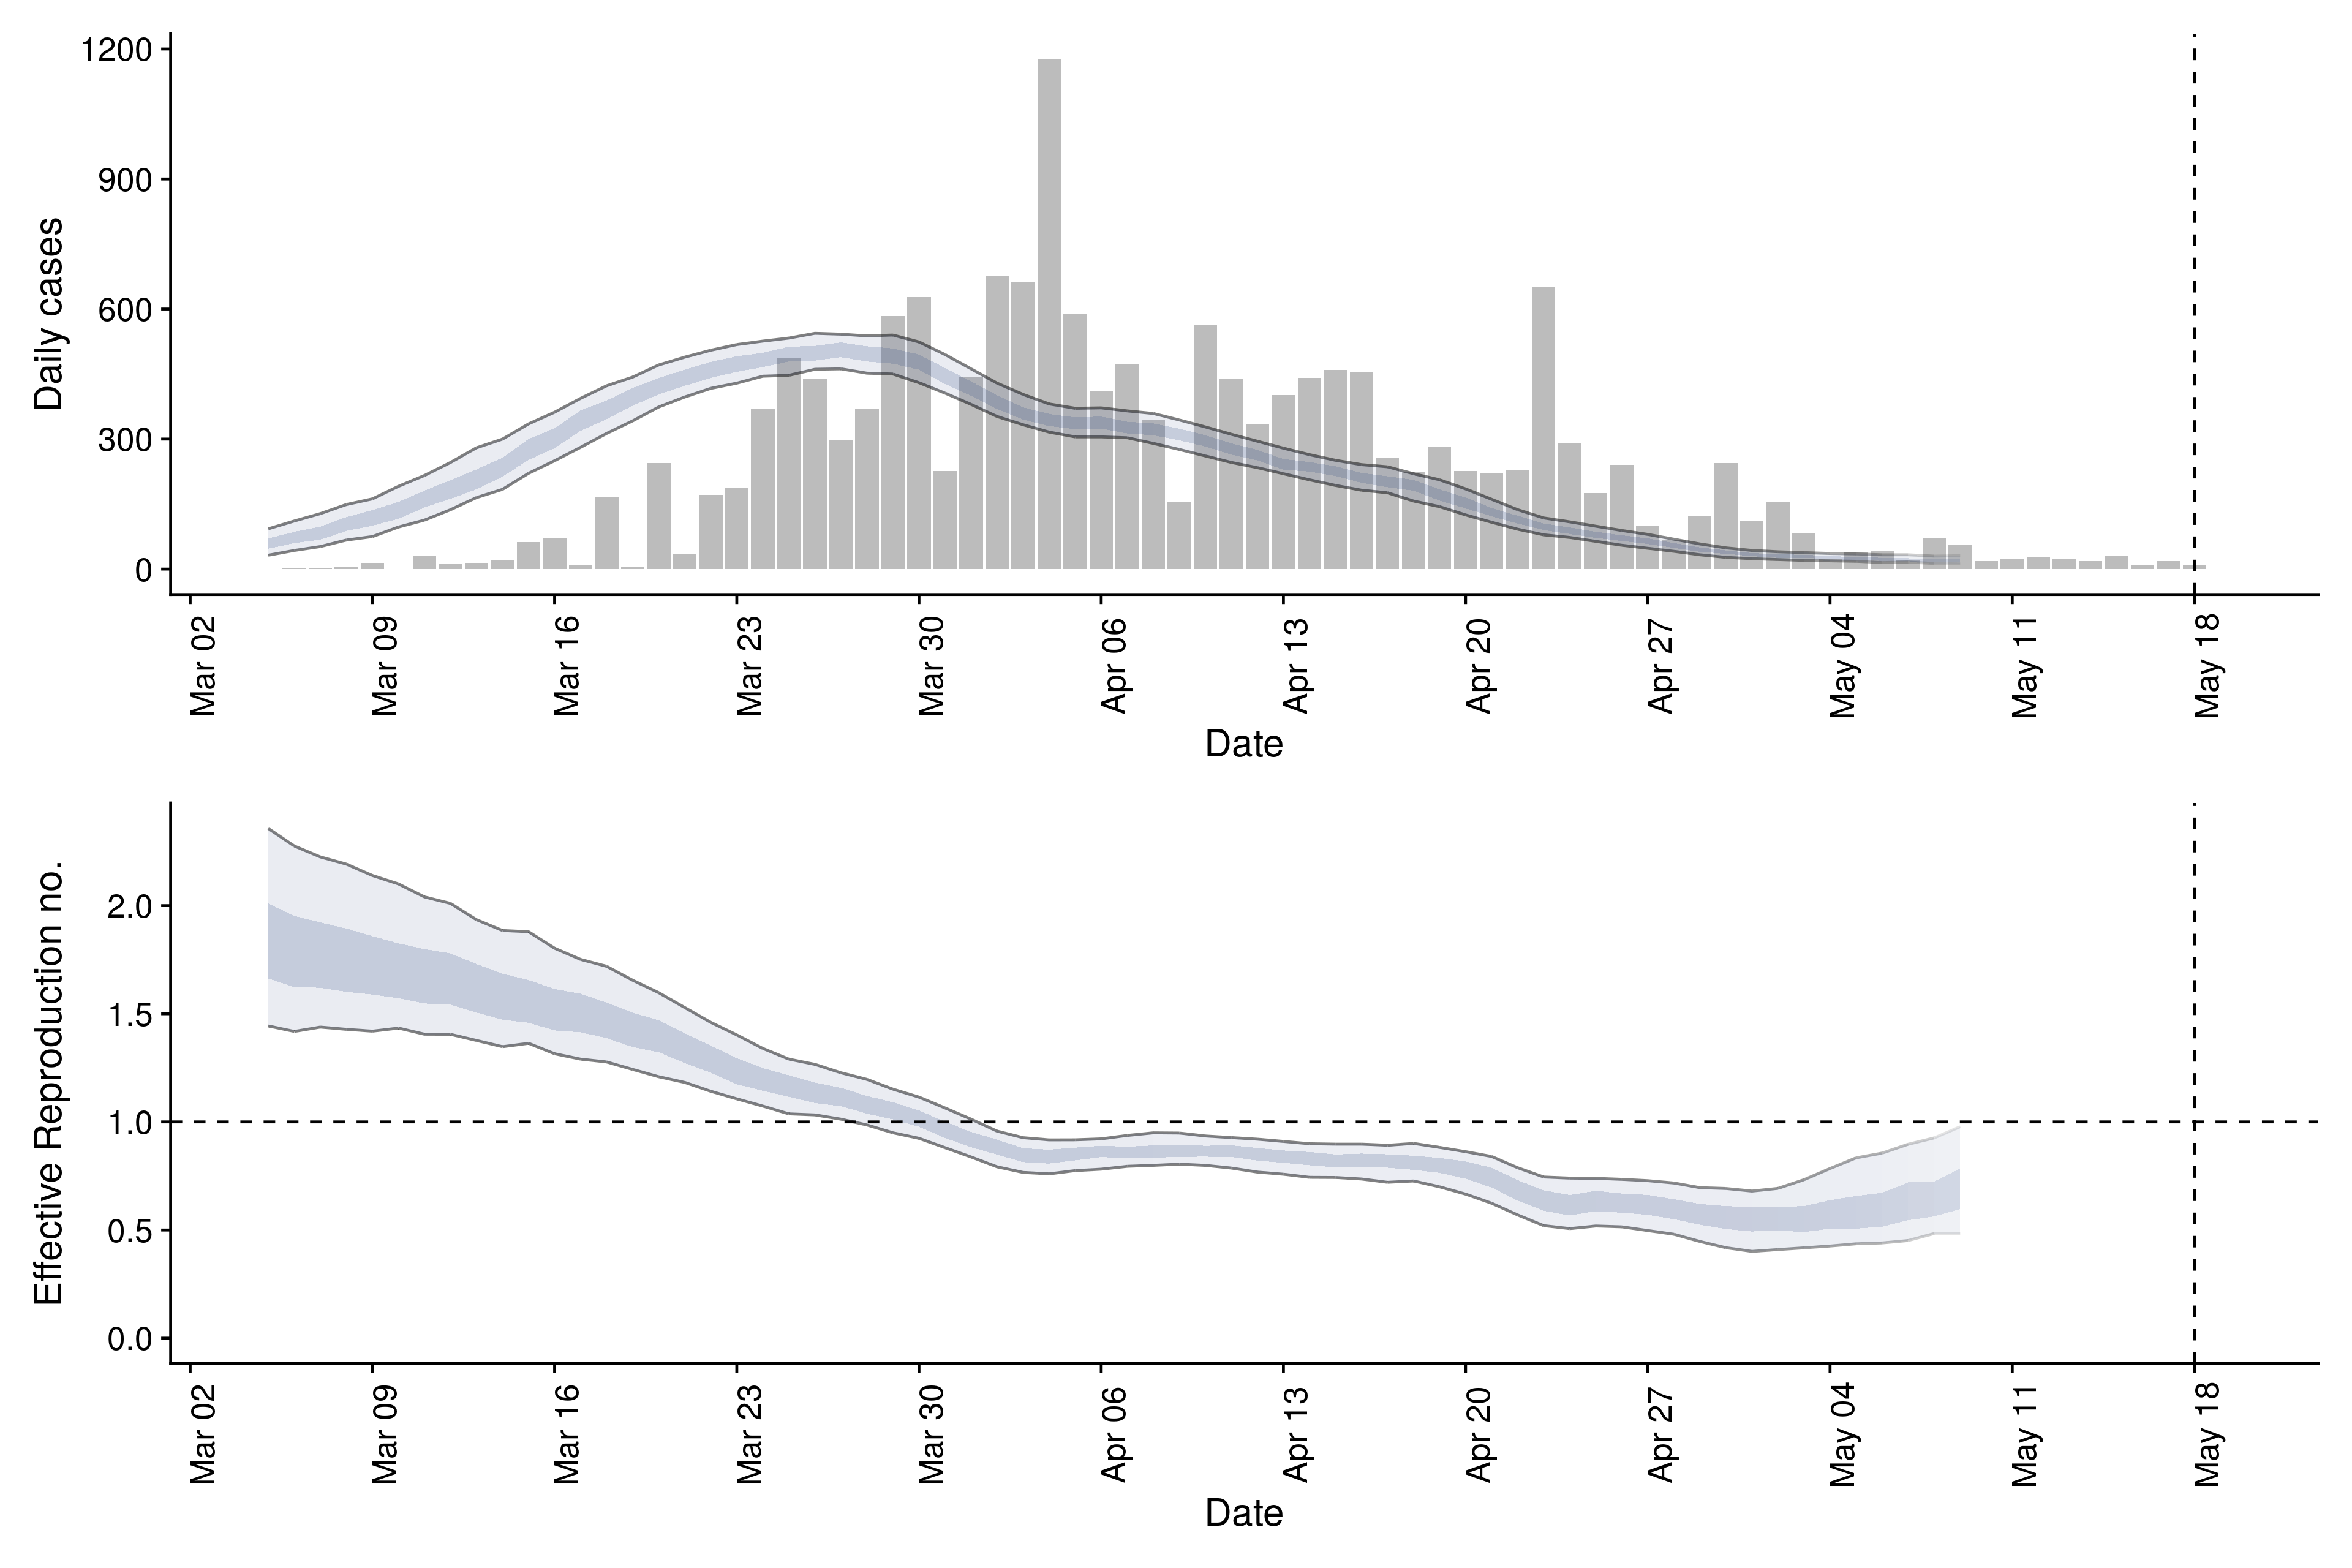 Daily cases
1200
900
600
300
0
Mar 02
Mar 09
Mar 16
Mar 23
Mar 30
Apr 06
Apr 13
Apr 20
Apr 27
May 04
May 11
May 18
Date
Effective Reproduction no.
2.0
1.5
1.0
0.5
0.0
Mar 02
Mar 09
Mar 16
Mar 23
Mar 30
Apr 06
Apr 13
Apr 20
Apr 27
May 04
May 11
May 18
Date